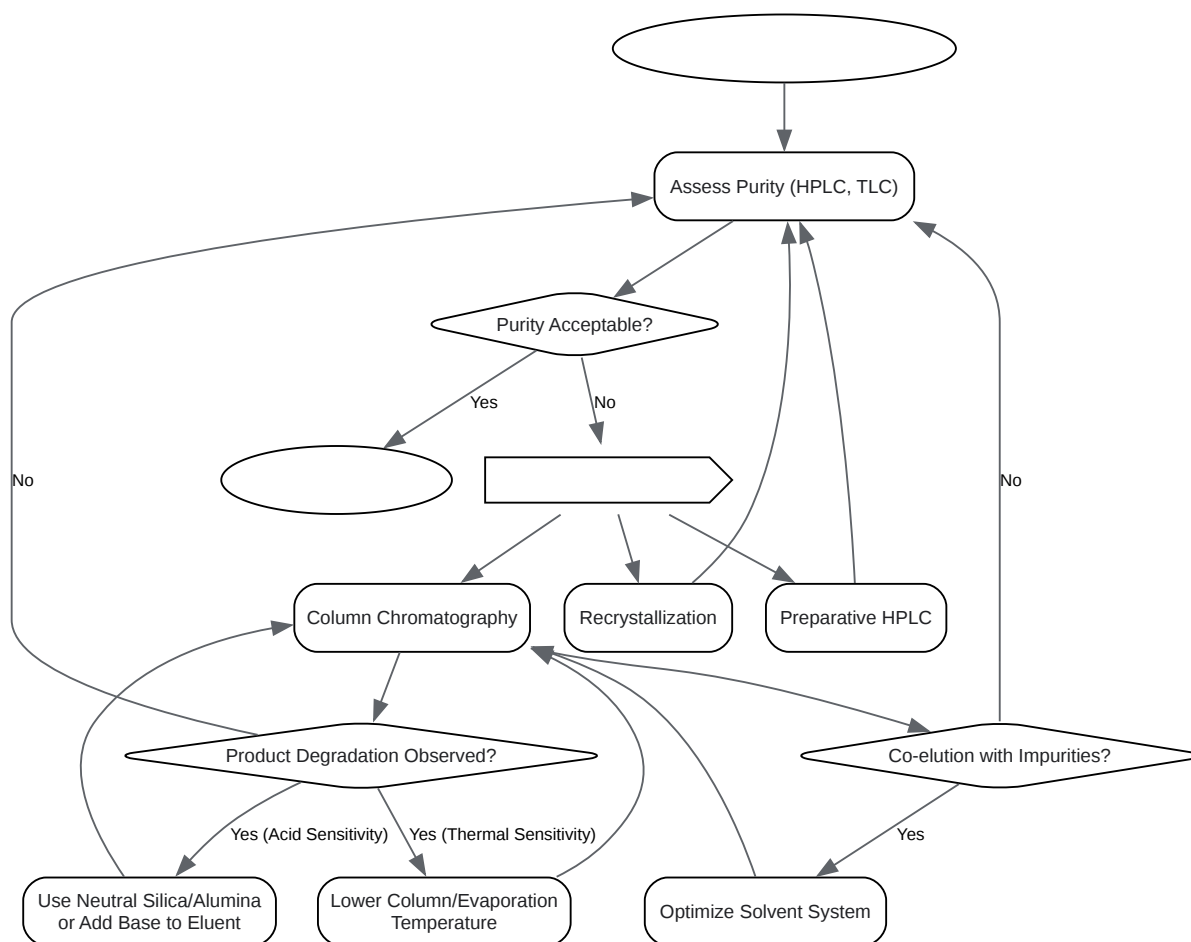 Assess Purity (HPLC, TLC)
Purity Acceptable?
Yes
No
No
No
Column Chromatography
Recrystallization
Preparative HPLC
Product Degradation Observed?
Co-elution with Impurities?
Yes (Acid Sensitivity)
Yes (Thermal Sensitivity)
Yes
Use Neutral Silica/Alumina
or Add Base to Eluent
Lower Column/Evaporation
Temperature
Optimize Solvent System